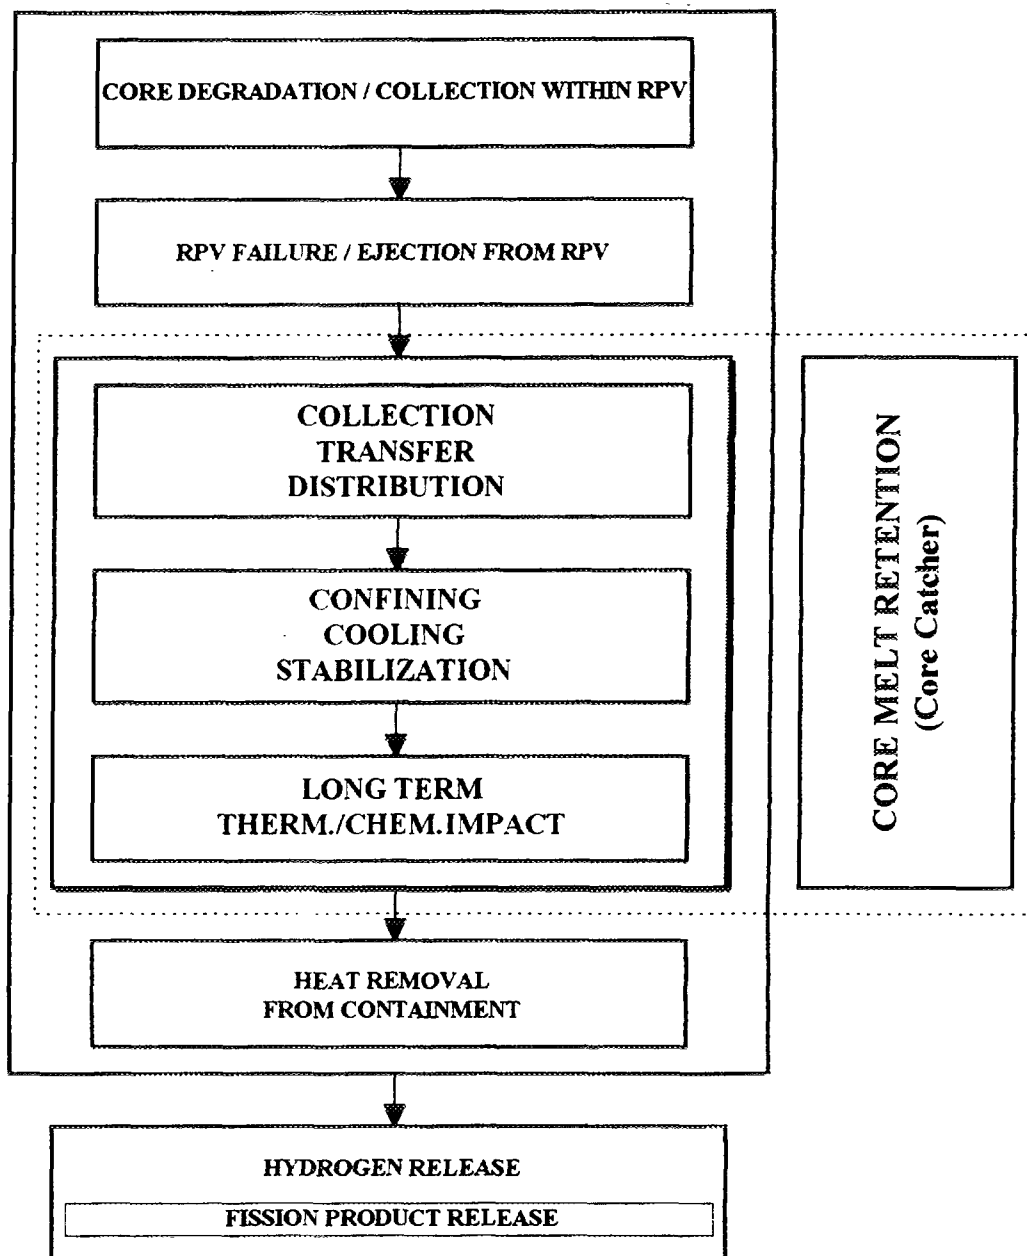 CORE DEGRADATION / COLLECTION WITHIN RPV
RPV FAILURE / EJECTION FROM RPV
COLLECTION
TRANSFER
DISTRIBUTION
CONFINING
COOLING
STABILIZATION
LONG TERM
THERM./CHEM.IMPACT
CORE MELT RETENTION
(Core Catcher)
HEAT REMOVAL
FROM CONTAINMENT
HYDROGEN RELEASE
FISSION PRODUCT RELEASE